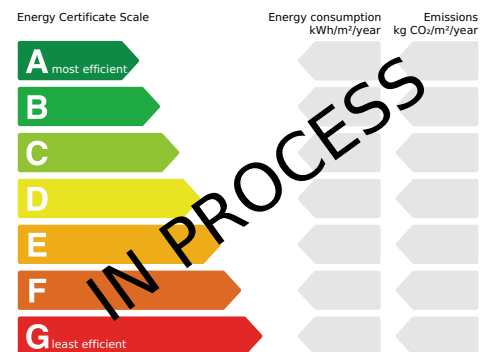 Energy Certificate Scale
Energy consumption
kWh/m²/year
Emissions
kg CO₂/m²/year
A most efficient
B
C
D
E
F
G least efficient
IN PROCESS